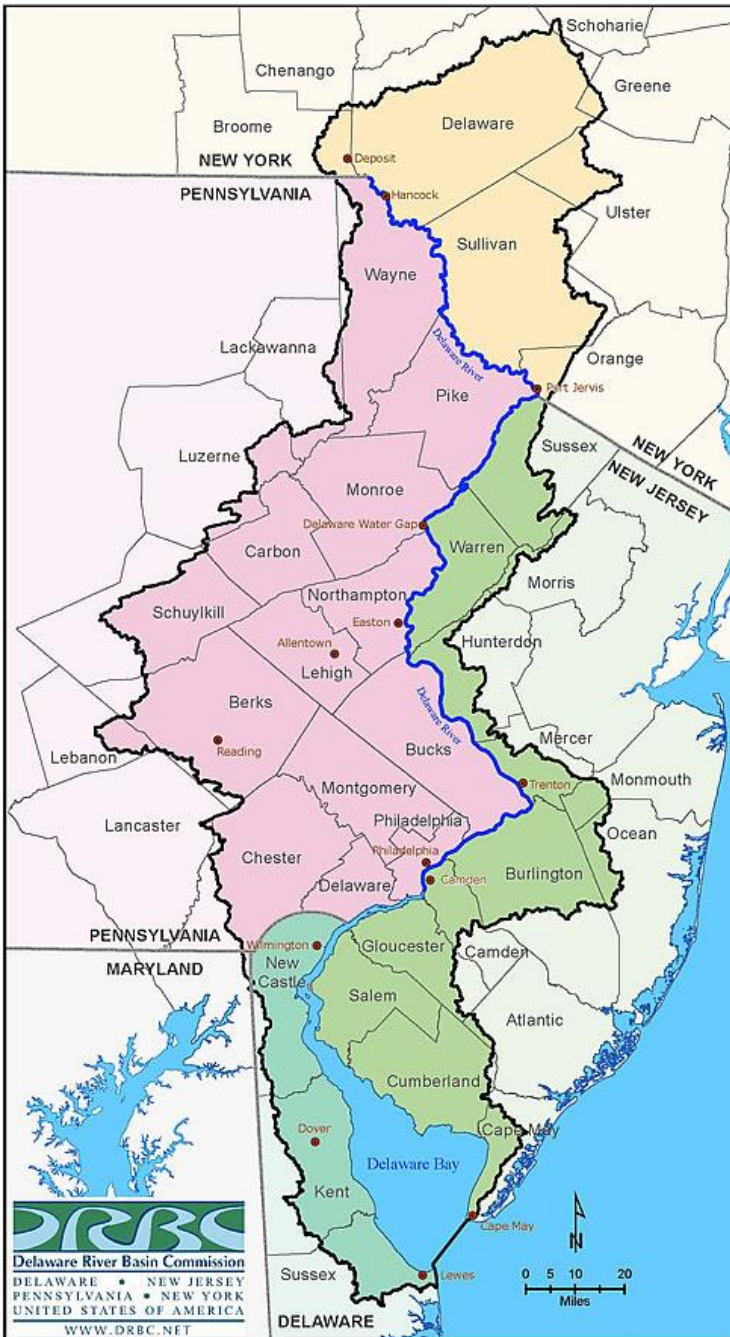 Schoharie
Chenango
Greene
Broome
Delaware
NEW YORK
Deposit
PENNSYLVANIA
Hancock
Ulster
Sullivan
Wayne
Lackawanna
Delaware River
Orange
Port Jervis
Pike
Sussex
NEW YORK
NEW JERSEY
Luzerne
Monroe
Delaware Water Gap
Warren
Carbon
Morris
Northampton
Schuylkill
Easton
Hunterdon
Allentown
Lehigh
Berks
Delaware River
Mercer
Lebanon
Reading
Bucks
Trenton
Monmouth
Montgomery
Lancaster
Philadelphia
Ocean
Chester
Philadelphia
Camden
Burlington
Delaware
PENNSYLVANIA
Wilmington
Gloucester
Camden
MARYLAND
New
Castle
Salem
Atlantic
Cumberland
Dover
Cape May
Delaware Bay
Kent
Cape May
N
Sussex
Lewes
0 10 20
Miles
DELAWARE
DRBC
Delaware River Basin Commission
DELAWARE • NEW JERSEY
PENNSYLVANIA • NEW YORK
UNITED STATES OF AMERICA
WWW.DRBC.NET